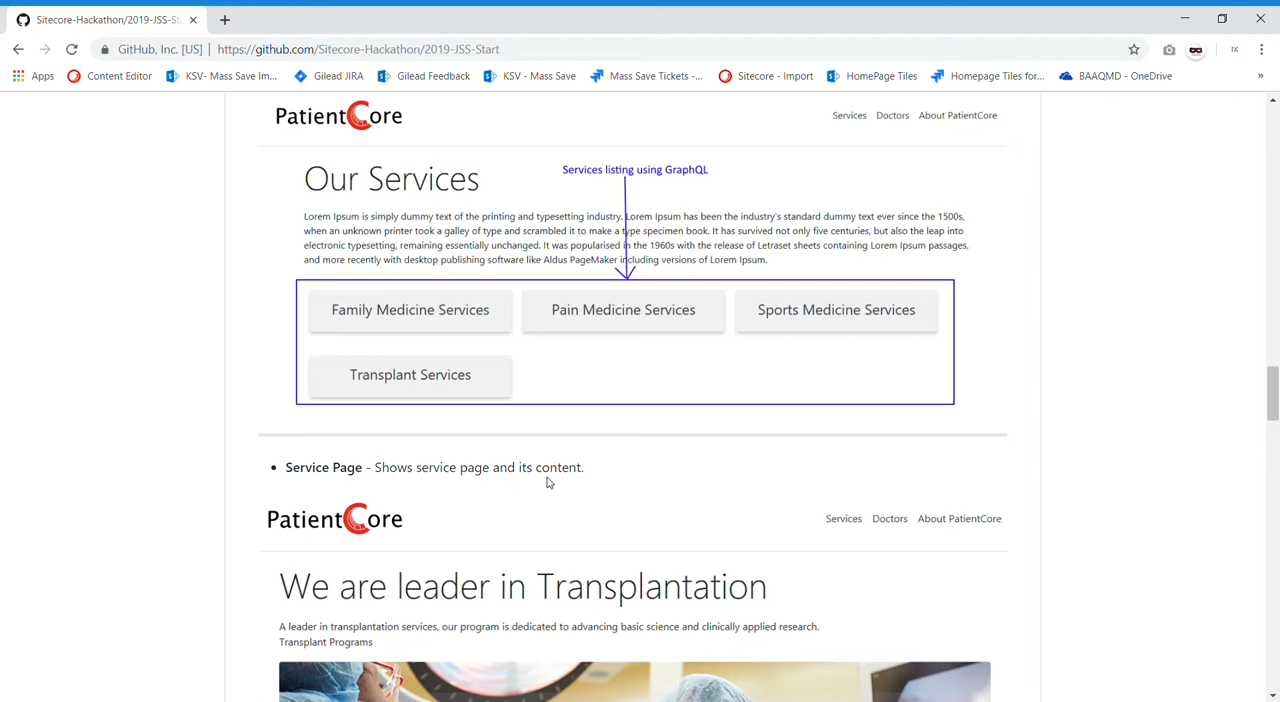 Sitecore-Hackathon/2019-JSS-St
GitHub, Inc. [US] | https://github.com/Sitecore-Hackathon/2019-JSS-Start
Apps Content Editor KSV- Mass Save Im... Gilead JIRA Gilead Feedback KSV - Mass Save Mass Save Tickets -... Sitecore - Import HomePage Tiles Homepage Tiles for... BAAQMD - OneDrive »
PatientCore Services Doctors About PatientCore
Our Services
Services listing using GraphQL
Lorem Ipsum is simply dummy text of the printing and typesetting industry. Lorem Ipsum has been the industry's standard dummy text ever since the 1500s,
when an unknown printer took a galley of type and scrambled it to make a type specimen book. It has survived not only five centuries, but also the leap into
electronic typesetting, remaining essentially unchanged. It was popularised in the 1960s with the release of Letraset sheets containing Lorem Ipsum passages,
and more recently with desktop publishing software like Aldus PageMaker including versions of Lorem Ipsum.
Family Medicine Services Pain Medicine Services Sports Medicine Services
Transplant Services
• Service Page - Shows service page and its content.
PatientCore Services Doctors About PatientCore
We are leader in Transplantation
A leader in transplantation services, our program is dedicated to advancing basic science and clinically applied research.
Transplant Programs